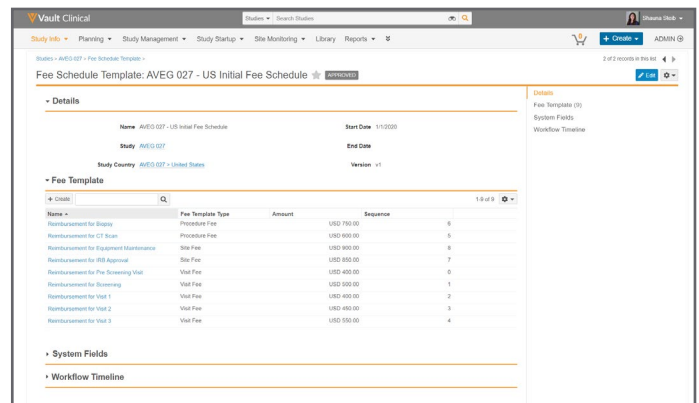 Vault Clinical
Studies Search Studies
Shauna Steib
Study Info Planning Study Management Study Startup Site Monitoring Library Reports
0
+ Create
ADMIN
Studies > AVEG 027 > Fee Schedule Template >
2 of 2 records in this list
Fee Schedule Template: AVEG 027 - US Initial Fee Schedule APPROVED
Edit
Details
Fee Template (9)
System Fields
Workflow Timeline
Details
Name AVEG 027 - US Initial Fee Schedule Start Date 1/1/2020
Study AVEG 027 End Date
Study Country AVEG 027 > United States Version v1
Fee Template
+ Create 1-9 of 9
Name Fee Template Type Amount Sequence
Reimbursement for Biopsy Procedure Fee USD 750.00 6
Reimbursement for CT Scan Procedure Fee USD 600.00 5
Reimbursement for Equipment Maintenance Site Fee USD 900.00 8
Reimbursement for IRB Approval Site Fee USD 850.00 7
Reimbursement for Pre Screening Visit Visit Fee USD 400.00 0
Reimbursement for Screening Visit Fee USD 500.00 1
Reimbursement for Visit 1 Visit Fee USD 400.00 2
Reimbursement for Visit 2 Visit Fee USD 450.00 3
Reimbursement for Visit 3 Visit Fee USD 550.00 4
System Fields
Workflow Timeline